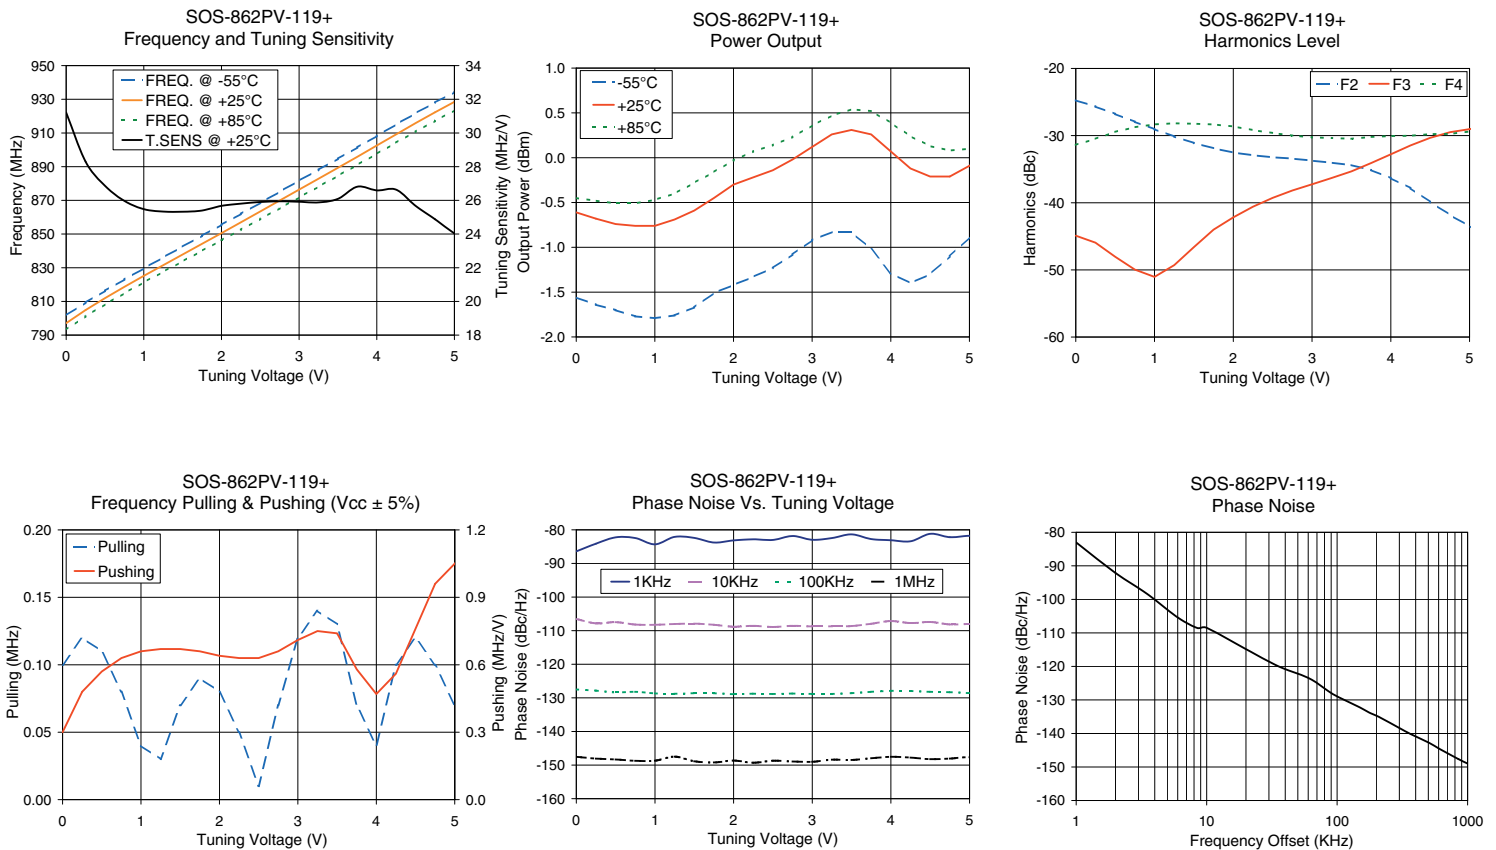 SOS-862PV-119+
Frequency and Tuning Sensitivity
950
930
910
890
870
850
830
810
790
34
32
30
28
26
24
22
20
18
FREQ. @ -55°C
FREQ. @ +25°C
FREQ. @ +85°C
T.SENS @ +25°C
Frequency (MHz)
Tuning Sensitivity (MHz/V)
0 1 2 3 4 5
Tuning Voltage (V)
SOS-862PV-119+
Power Output
1.0
0.5
0.0
-0.5
-1.0
-1.5
-2.0
-55°C
+25°C
+85°C
Output Power (dBm)
0 1 2 3 4 5
Tuning Voltage (V)
SOS-862PV-119+
Harmonics Level
-20
-30
-40
-50
-60
F2 F3 F4
Harmonics (dBc)
0 1 2 3 4 5
Tuning Voltage (V)
SOS-862PV-119+
Frequency Pulling & Pushing (Vcc ± 5%)
0.20
0.15
0.10
0.05
0.00
1.2
0.9
0.6
0.3
0.0
Pulling
Pushing
Pulling (MHz)
Pushing (MHz/V)
0 1 2 3 4 5
Tuning Voltage (V)
SOS-862PV-119+
Phase Noise Vs. Tuning Voltage
-80
-90
-100
-110
-120
-130
-140
-150
-160
1KHz 10KHz 100KHz 1MHz
Phase Noise (dBc/Hz)
0 1 2 3 4 5
Tuning Voltage (V)
SOS-862PV-119+
Phase Noise
-80
-90
-100
-110
-120
-130
-140
-150
-160
Phase Noise (dBc/Hz)
1 10 100 1000
Frequency Offset (KHz)